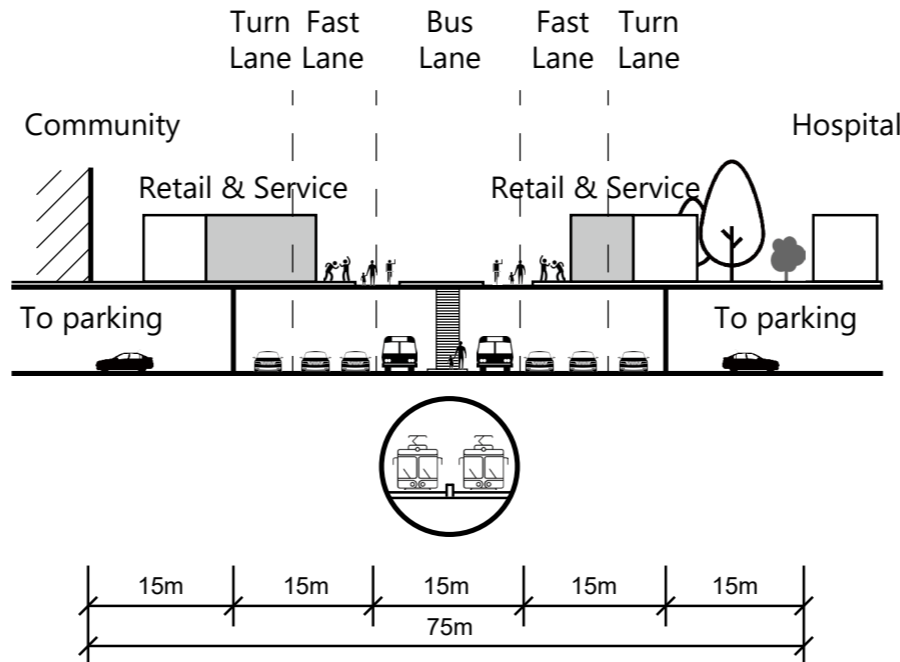 Turn Fast Bus Fast Turn
Lane Lane Lane Lane Lane
Community Hospital
Retail & Service Retail & Service
To parking To parking
15m 15m 15m 15m 15m
75m